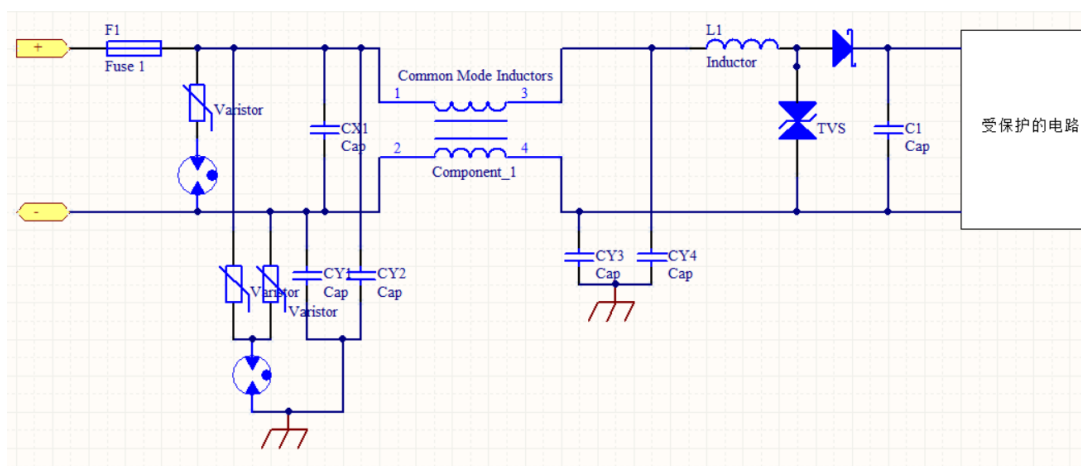 F1
+
Fuse 1
L1
Inductor
Common Mode Inductors
1
3
Varistor
CX1
Cap
TVS
C1
Cap
受保护的电路
2
4
Component_1
-
CY1
Cap
CY2
Cap
CY3
Cap
CY4
Cap
Varistor
Varistor